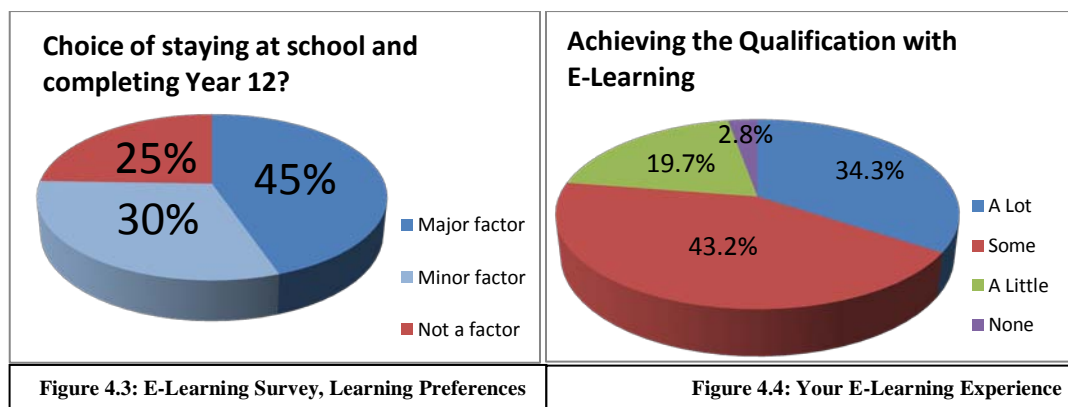 Choice of staying at school and
completing Year 12?
25%
45%
30%
Major factor
Minor factor
Not a factor
Figure 4.3: E-Learning Survey, Learning Preferences
Achieving the Qualification with
E-Learning
2.8%
19.7%
34.3%
43.2%
A Lot
Some
A Little
None
Figure 4.4: Your E-Learning Experience